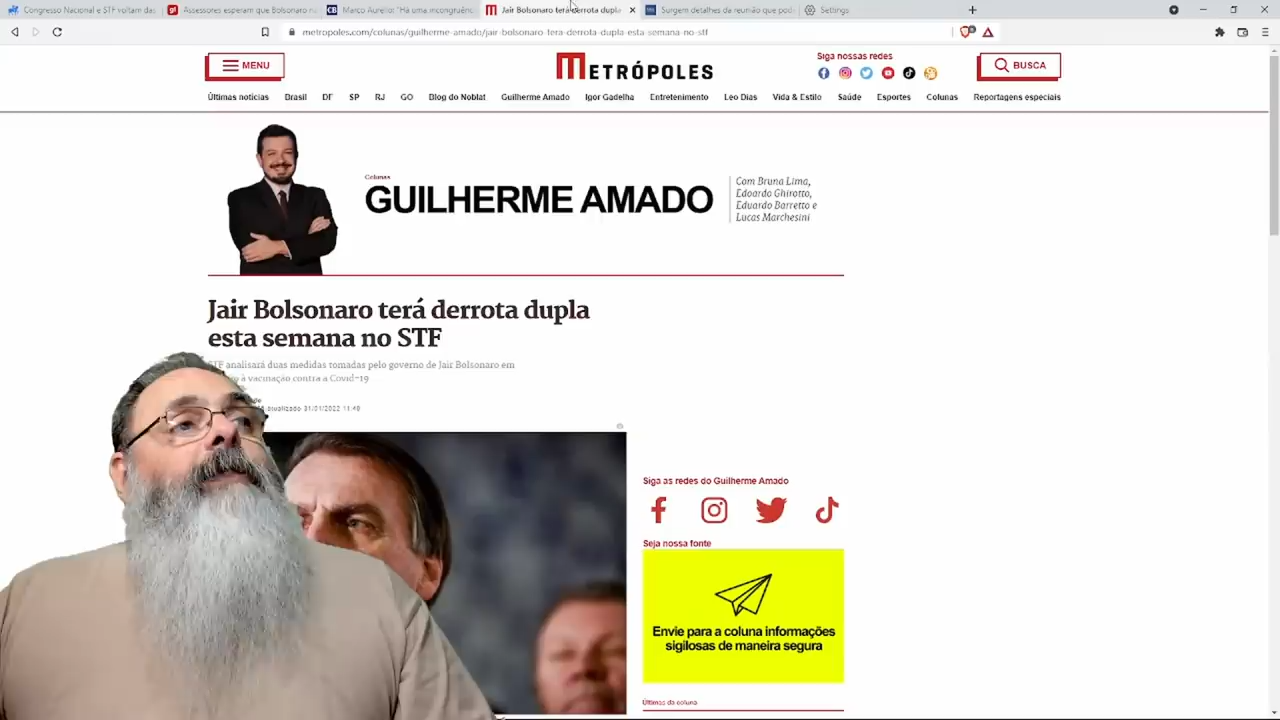 Congresso Nacional e STF voltam das
Assessores esperam que Bolsonaro
Marco Aurélio: "Há uma incongruênc
Jair Bolsonaro terá derrota dupla
Surgem detalhes da reunião que pod
Settings
metropoles.com/colunas/guilherme-amado/jair-bolsonaro-tera-derrota-dupla-esta-semana-no-stf
MENU
METRÓPOLES
Siga nossas redes
BUSCA
Últimas notícias Brasil DF SP RJ GO Blog do Noblat Guilherme Amado Igor Gadelha Entretenimento Leo Dias Vida & Estilo Saúde Esportes Colunas Reportagens especiais
Colunas
GUILHERME AMADO
Com Bruna Lima,
Edoardo Ghirotto,
Eduardo Barretto e
Lucas Marchesini
Jair Bolsonaro terá derrota dupla
esta semana no STF
STF analisará duas medidas tomadas pelo governo de Jair Bolsonaro em
à vacinação contra a Covid-19
atualizado 31/01/2022 11:48
Siga as redes do Guilherme Amado
Seja nossa fonte
Envie para a coluna informações
sigilosas de maneira segura
Últimas da coluna